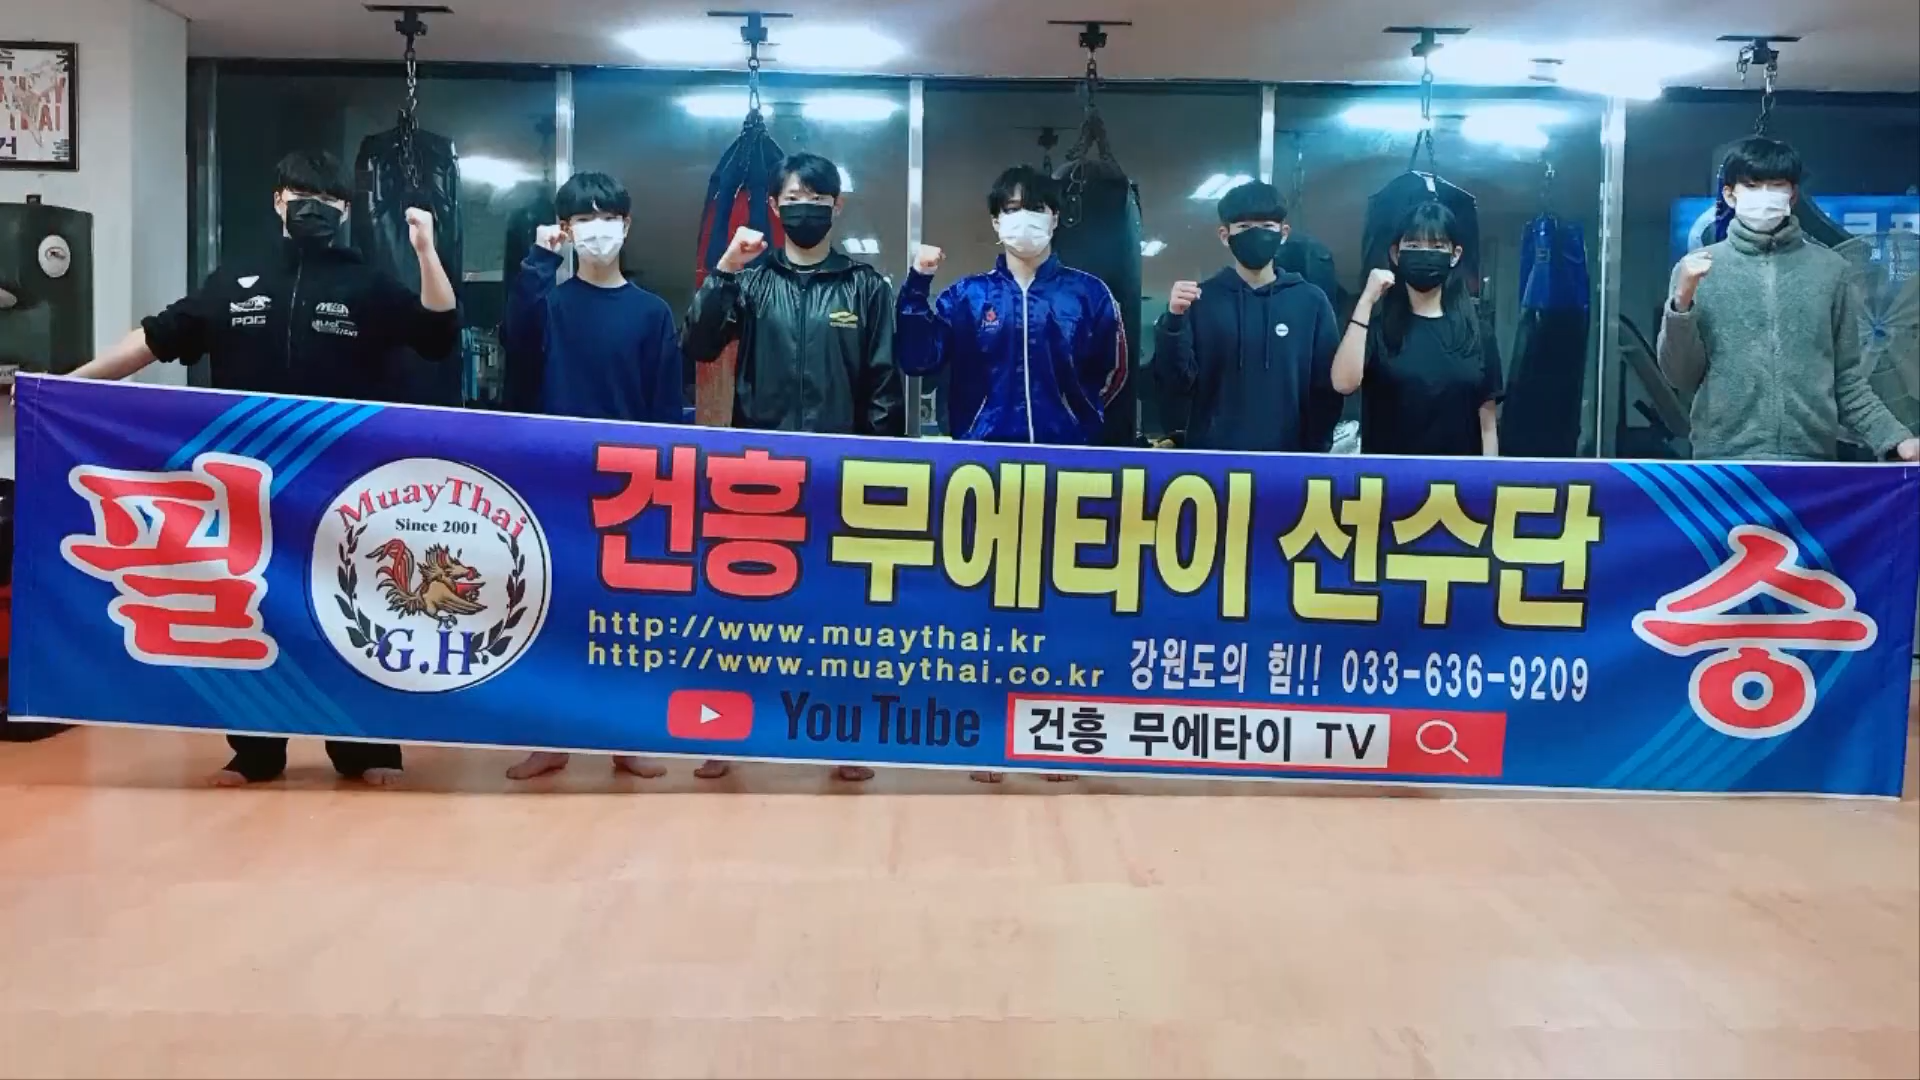 필
MuayThai
Since 2001
G.H
건흥 무에타이 선수단
http://www.muaythai.kr
http://www.muaythai.co.kr
강원도의 힘!! 033-636-9209
YouTube
건흥 무에타이 TV
승
PDG